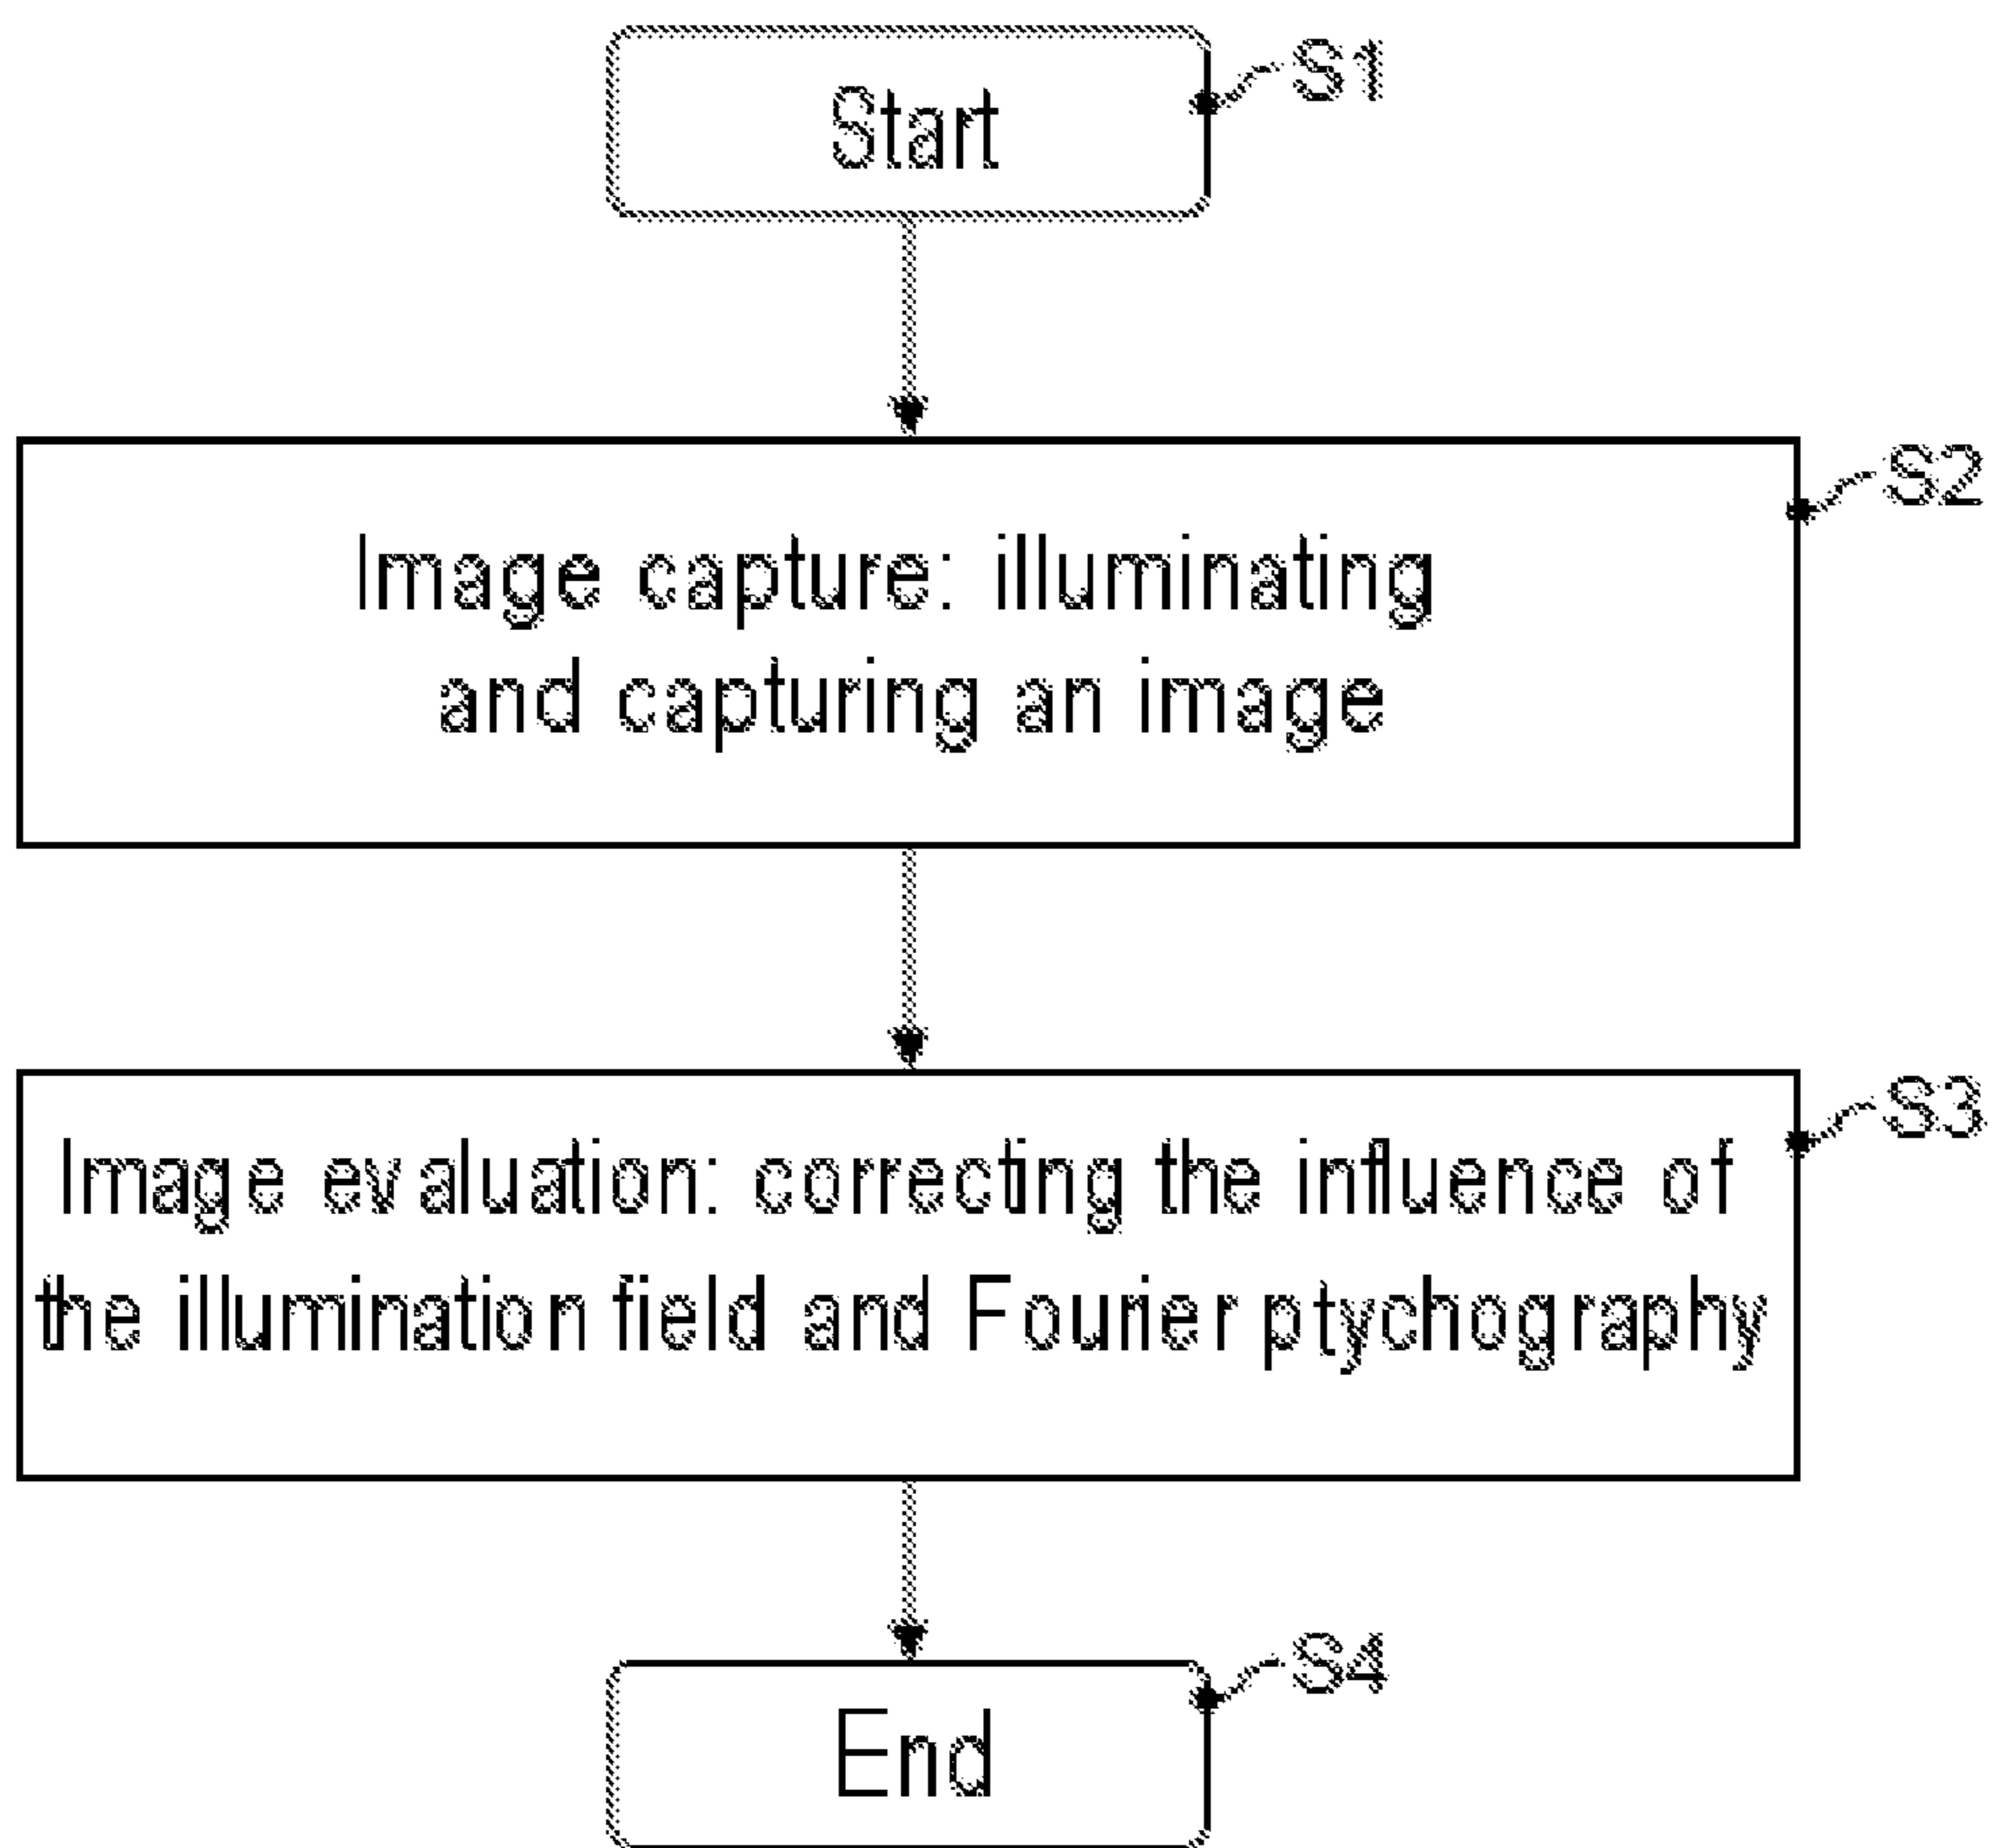 Start
S1
Image capture: illuminating
and capturing an image
S2
Image evaluation: correcting the influence of
the illumination field and Fourier ptychography
S3
End
S4